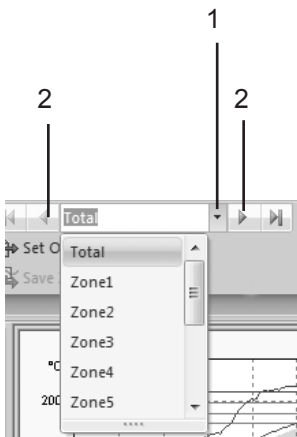 1
2 2
Total
Set O
Total
Save
Zone1
Zone2
Zone3
Zone4
Zone5
°C
200